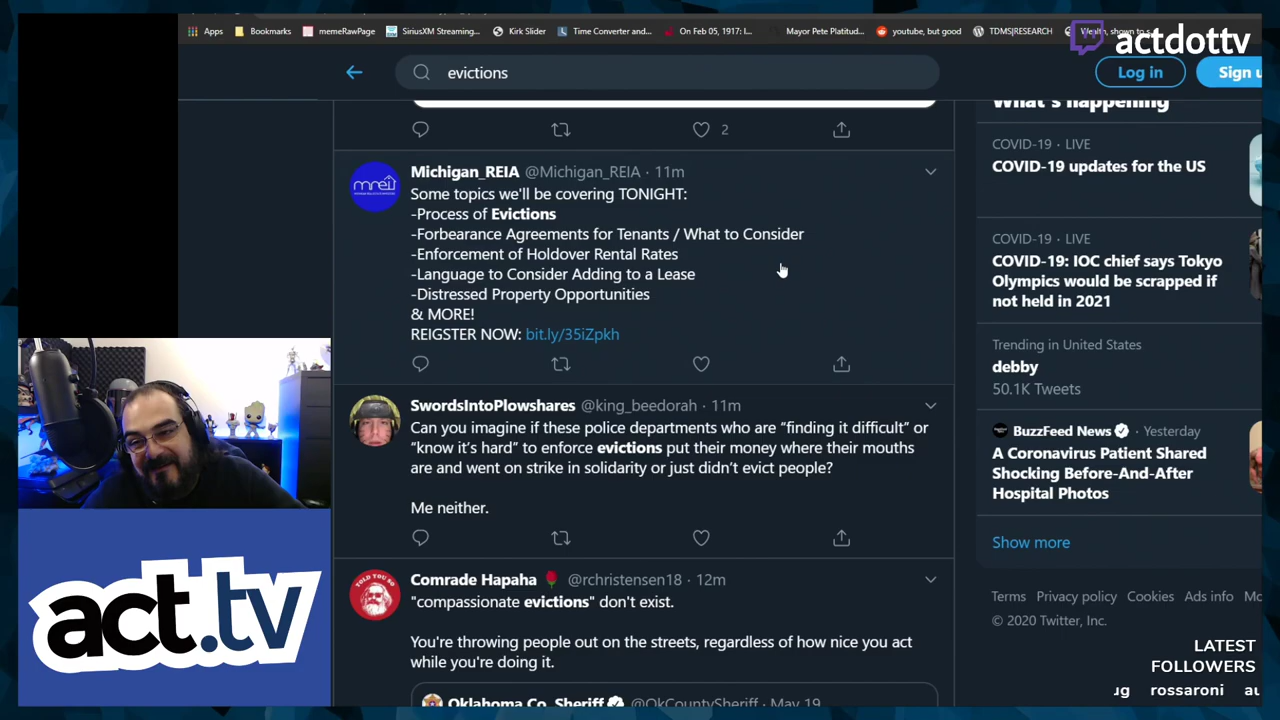 Apps
Bookmarks
memeRawPage
SiriusXM Streaming...
Kirk Slider
Time Converter and...
On Feb 05, 1917: I...
Mayor Pete Platitud...
youtube, but good
TDMS|RESEARCH
actdottv
evictions
Log in
Sign u
What's happening
2
COVID-19 · LIVE
COVID-19 updates for the US
Michigan_REIA @Michigan_REIA · 11m
Some topics we'll be covering TONIGHT:
-Process of Evictions
-Forbearance Agreements for Tenants / What to Consider
-Enforcement of Holdover Rental Rates
-Language to Consider Adding to a Lease
-Distressed Property Opportunities
& MORE!
REIGSTER NOW: bit.ly/35iZpkh
COVID-19 · LIVE
COVID-19: IOC chief says Tokyo
Olympics would be scrapped if
not held in 2021
Trending in United States
debby
50.1K Tweets
SwordsIntoPlowshares @king_beedorah · 11m
Can you imagine if these police departments who are “finding it difficult” or
“know it’s hard” to enforce evictions put their money where their mouths
are and went on strike in solidarity or just didn’t evict people?
Me neither.
BuzzFeed News · Yesterday
A Coronavirus Patient Shared
Shocking Before-And-After
Hospital Photos
Show more
Comrade Hapaha @rchristensen18 · 12m
"compassionate evictions" don't exist.
You're throwing people out on the streets, regardless of how nice you act
while you're doing it.
Oklahoma Co. Sheriff @OkCountySheriff · May 19
TOLD YOU SO
mrei
Terms Privacy policy Cookies Ads info Mo
© 2020 Twitter, Inc.
act.tv
LATEST
FOLLOWERS
ug rossaroni au